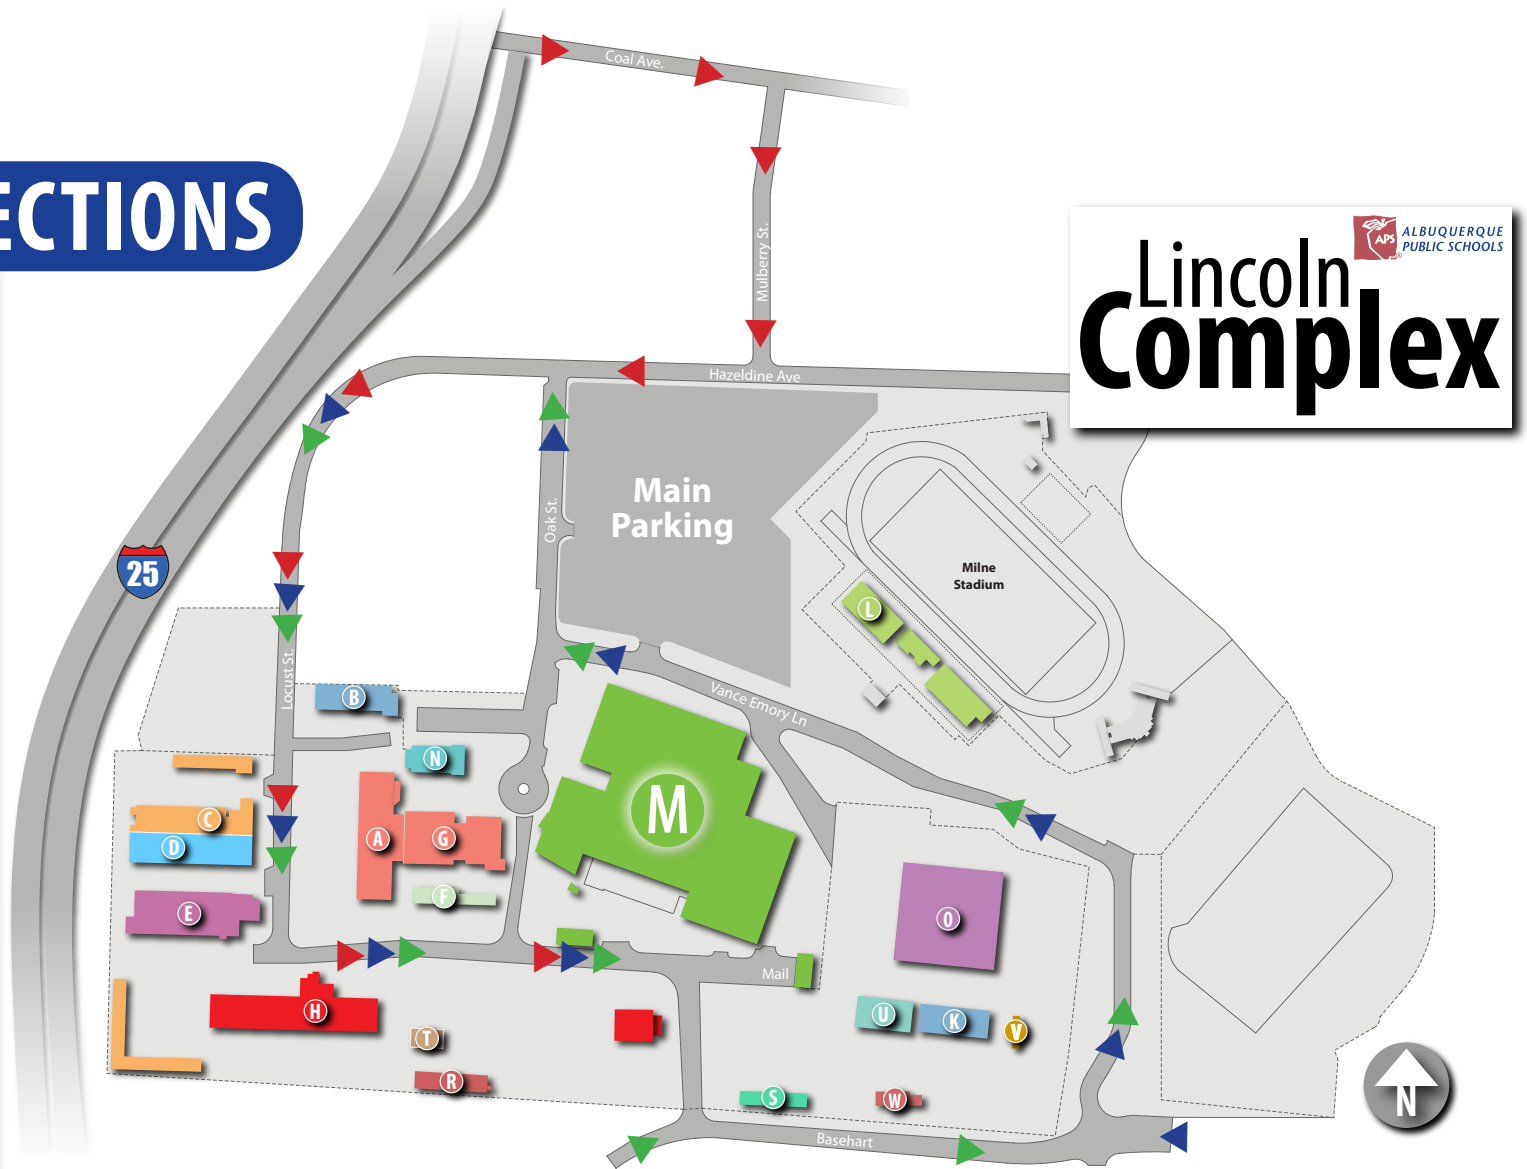 Coal Ave.
ECTIONS
ALBUQUERQUE
PUBLIC SCHOOLS
APS
®
Lincoln
Complex
Mulberry St.
Hazeldine Ave
Main
Parking
Oak St.
Milne
Stadium
25
L
Locust St.
B
Vance Emory Ln
N
M
C
D
A
G
F
E
O
Mail
H
U
K
V
T
R
S
W
N
Basehart